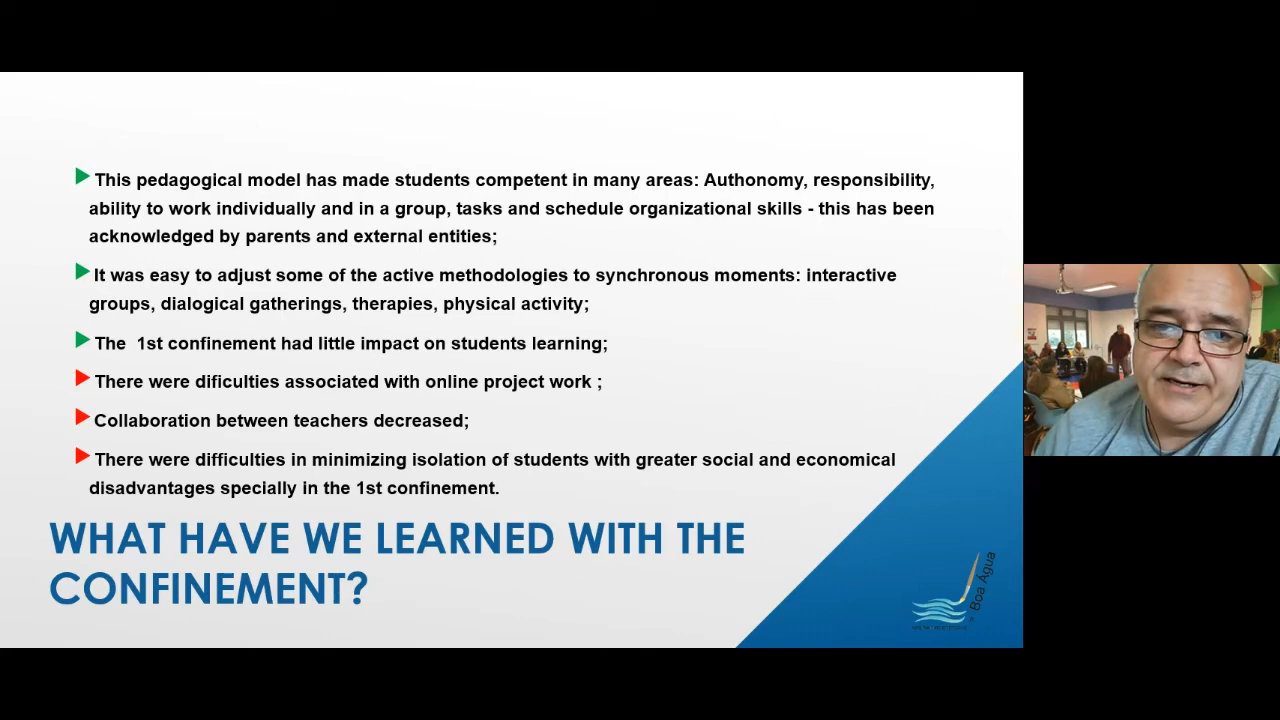 This pedagogical model has made students competent in many areas: Authonomy, responsibility,
ability to work individually and in a group, tasks and schedule organizational skills - this has been
acknowledged by parents and external entities;
It was easy to adjust some of the active methodologies to synchronous moments: interactive
groups, dialogical gatherings, therapies, physical activity;
The 1st confinement had little impact on students learning;
There were dificulties associated with online project work ;
Collaboration between teachers decreased;
There were difficulties in minimizing isolation of students with greater social and economical
disadvantages specially in the 1st confinement.
WHAT HAVE WE LEARNED WITH THE
CONFINEMENT?
Boa Água